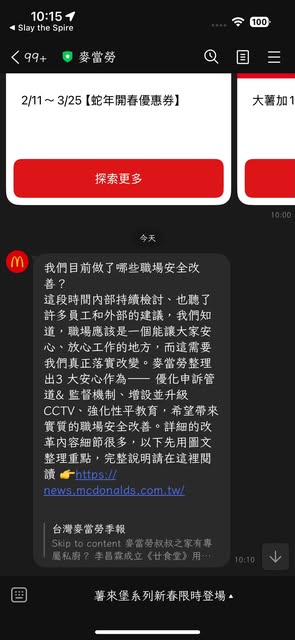 10:15
100
◀ Slay the Spire
99+
麥當勞
2/11～3/25【蛇年開春優惠券】
大薯加1
探索更多
10:00
今天
我們目前做了哪些職場安全改
善？
這段時間內部持續檢討、也聽了
許多員工和外部的建議，我們知
道，職場應該是一個能讓大家安
心、放心工作的地方，而這需要
我們真正落實改變。麥當勞整理
出3 大安心作為—— 優化申訴管
道& 監督機制、增設並升級
CCTV、強化性平教育，希望帶來
實質的職場安全改善。詳細的改
革內容細節很多，以下先用圖文
整理重點，完整說明請在這裡閱
讀 👉https://
news.mcdonalds.com.tw/
台灣麥當勞季報
Skip to content 麥當勞叔叔之家有專
屬私廚？ 李昌霖成立《廿食堂》用⋯
10:10
薯來堡系列新春限時登場▲